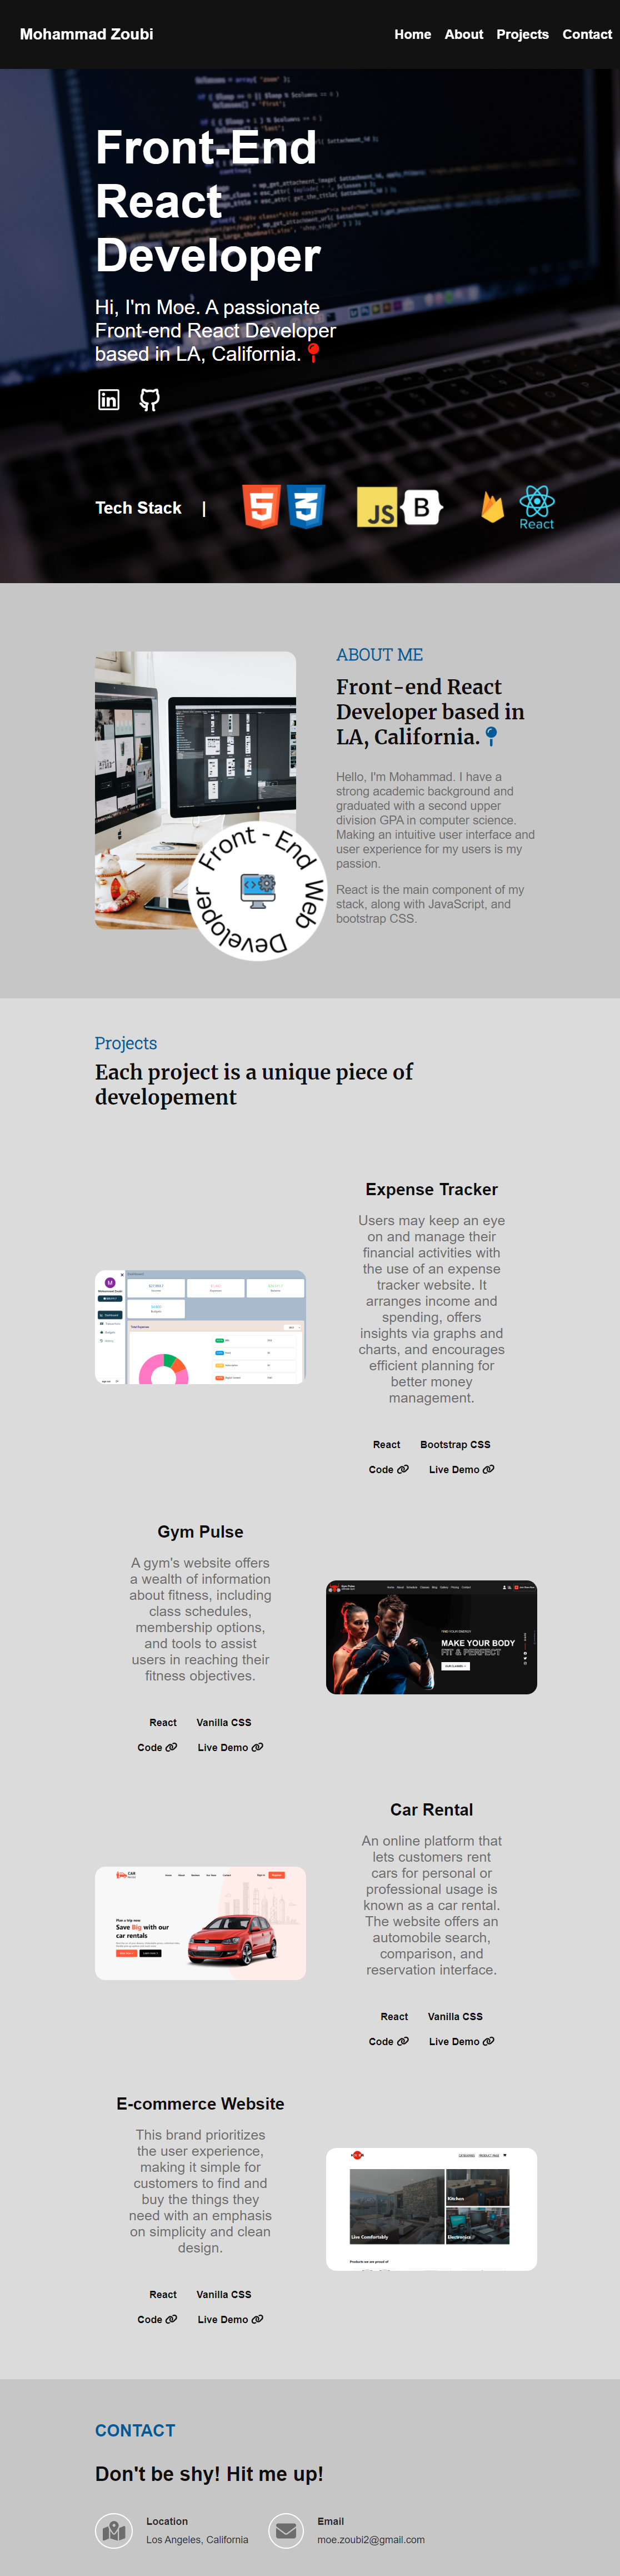 Mohammad Zoubi
Home About Projects Contact
Front-End
React
Developer
Hi, I'm Moe. A passionate
Front-end React Developer
based in LA, California.
Tech Stack |
5 3 JS B
React
ABOUT ME
Front-end React
Developer based in
LA, California.
Hello, I'm Mohammad. I have a
strong academic background and
graduated with a second upper
division GPA in computer science.
Making an intuitive user interface and
user experience for my users is my
passion.
React is the main component of my
stack, along with JavaScript, and
bootstrap CSS.
Front - End Web Developer
Projects
Each project is a unique piece of
developement
Expense Tracker
Users may keep an eye
on and manage their
financial activities with
the use of an expense
tracker website. It
arranges income and
spending, offers
insights via graphs and
charts, and encourages
efficient planning for
better money
management.
React Bootstrap CSS
Code Live Demo
Gym Pulse
A gym's website offers
a wealth of information
about fitness, including
class schedules,
membership options,
and tools to assist
users in reaching their
fitness objectives.
React Vanilla CSS
Code Live Demo
MAKE YOUR BODY
FIT & PERFECT
Car Rental
An online platform that
lets customers rent
cars for personal or
professional usage is
known as a car rental.
The website offers an
automobile search,
comparison, and
reservation interface.
React Vanilla CSS
Code Live Demo
Plan a trip now
Save Big with our
car rentals
E-commerce Website
This brand prioritizes
the user experience,
making it simple for
customers to find and
buy the things they
need with an emphasis
on simplicity and clean
design.
React Vanilla CSS
Code Live Demo
Kitchen
Live Comfortably
Electronics
Products we are proud of
CONTACT
Don't be shy! Hit me up!
Location
Los Angeles, California
Email
moe.zoubi2@gmail.com